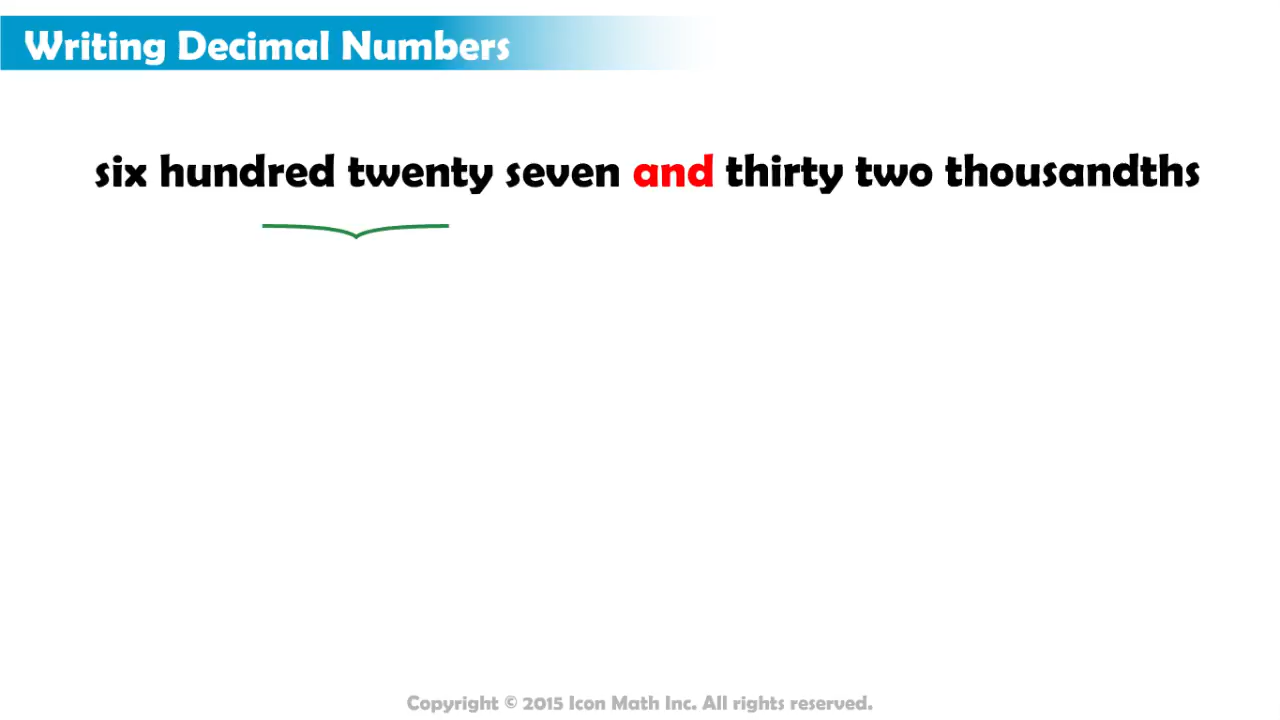 Writing Decimal Numbers
six hundred twenty seven and thirty two thousandths
Copyright © 2015 Icon Math Inc. All rights reserved.